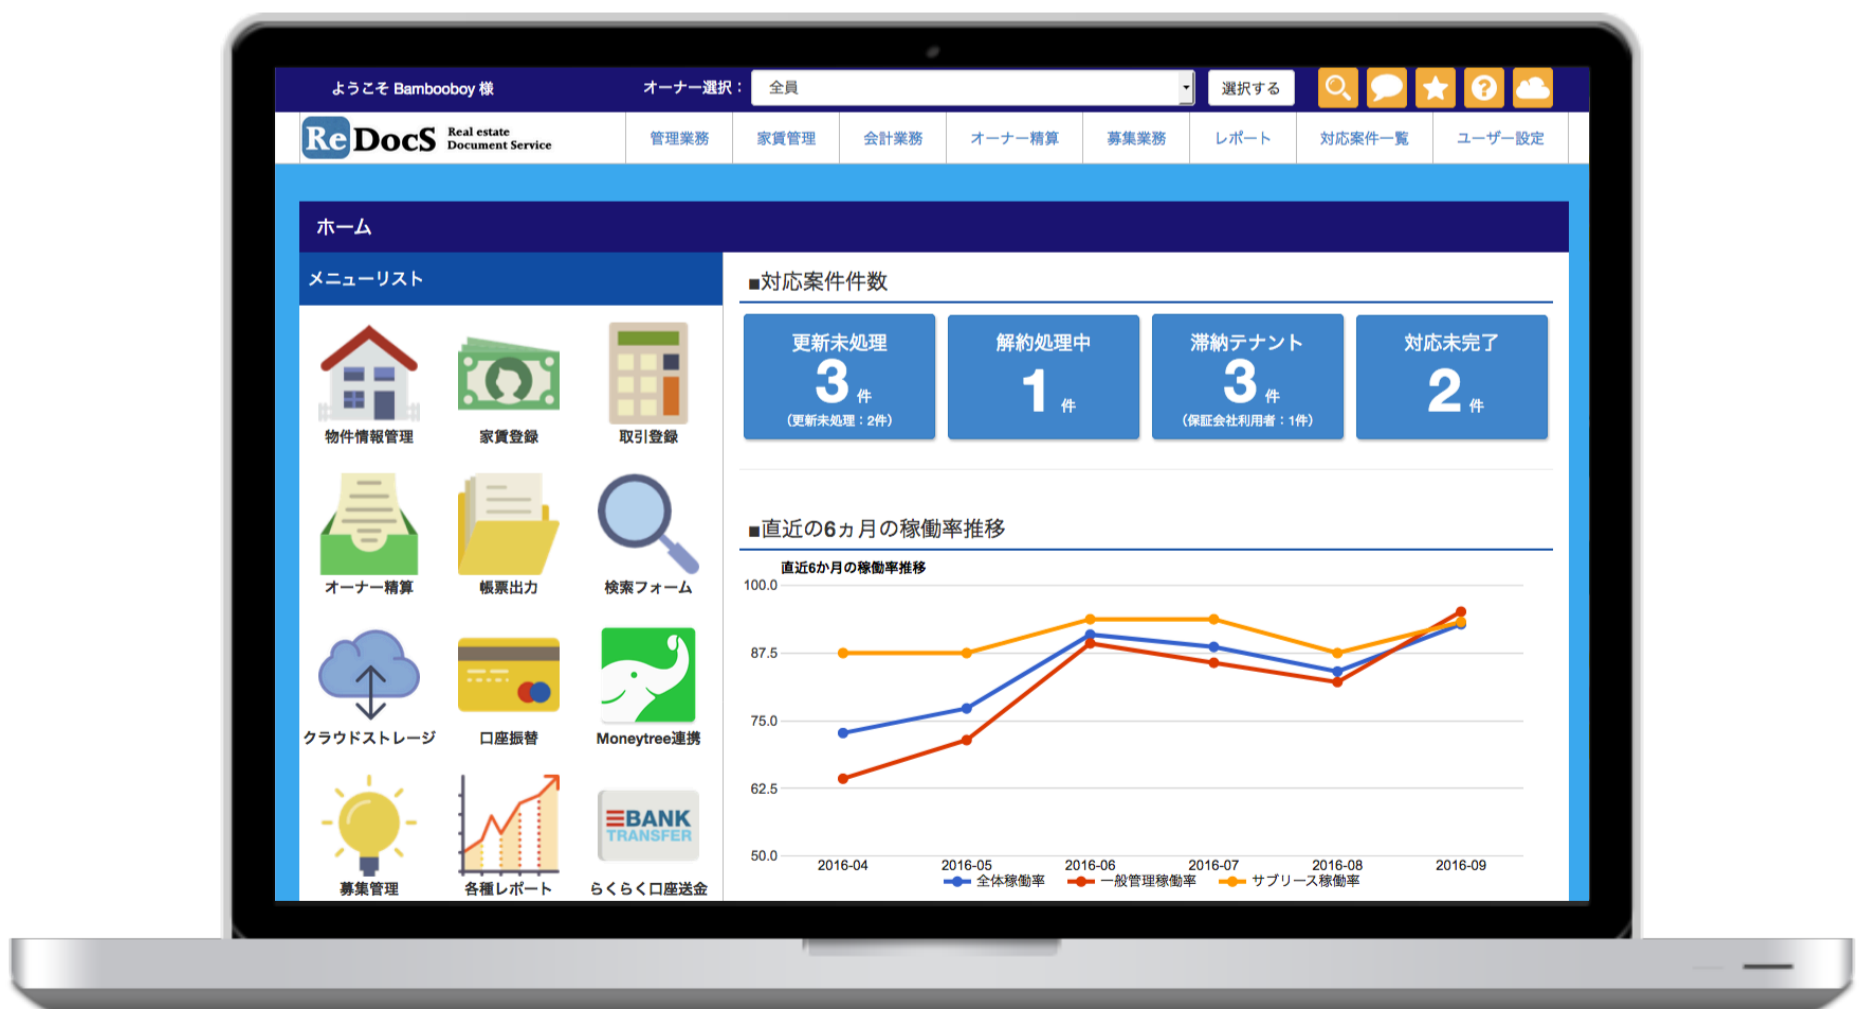 ようこそ Bambooboy 様
オーナー選択：
全員
選択する
ReDocS Real estate
Document Service
管理業務
家賃管理
会計業務
オーナー精算
募集業務
レポート
対応案件一覧
ユーザー設定
ホーム
メニューリスト
物件情報管理
家賃登録
取引登録
オーナー精算
帳票出力
検索フォーム
クラウドストレージ
口座振替
Moneytree連携
募集管理
各種レポート
BANK
TRANSFER
らくらく口座送金
■対応案件件数
更新未処理
3 件
(更新未処理：2件)
解約処理中
1 件
滞納テナント
3 件
(保証会社利用者：1件)
対応未完了
2 件
■直近の6ヵ月の稼働率推移
直近6か月の稼働率推移
100.0
87.5
75.0
62.5
50.0
2016-04
2016-05
2016-06
2016-07
2016-08
2016-09
全体稼働率
一般管理稼働率
サブリース稼働率